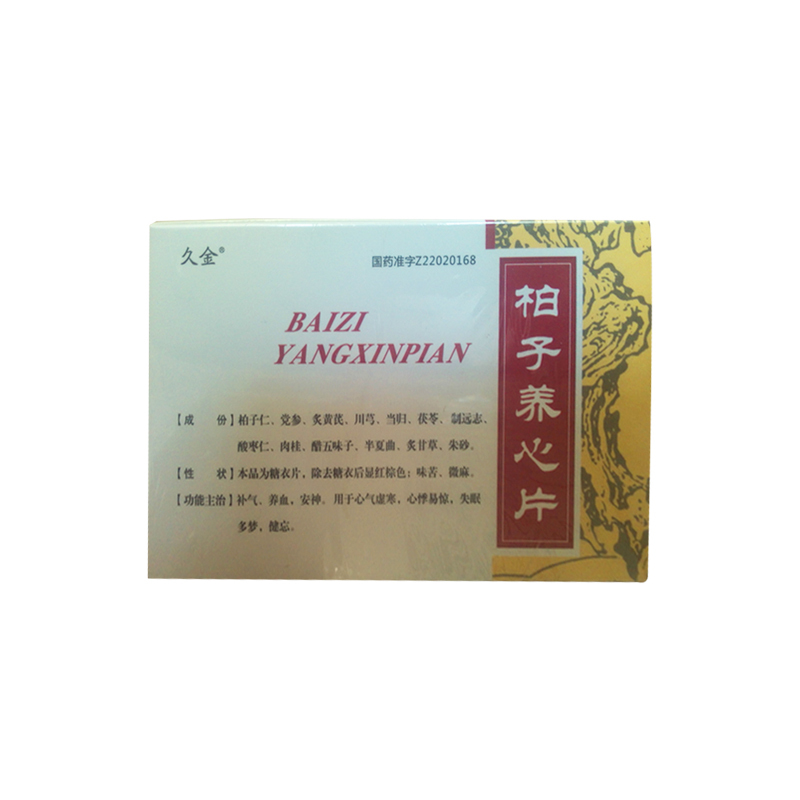 久金®
国药准字Z22020168
BAIZI
YANGXINPIAN
【成 份】柏子仁、党参、炙黄芪、川芎、当归、茯苓、制远志、
酸枣仁、肉桂、醋五味子、半夏曲、炙甘草、朱砂。
【性 状】本品为糖衣片，除去糖衣后显红棕色；味苦、微麻。
【功能主治】补气、养血，安神。用于心气虚寒，心悸易惊，失眠
多梦，健忘。
柏子养心片